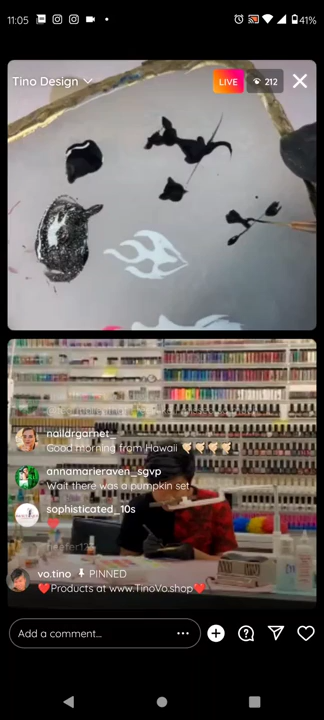 11:05
41%
Tino Design
LIVE
212
naildrgarnet
Good morning from Hawaii
annamarieraven_sgvp
Wait there was a pumpkin set
sophisticated_10s
vo.tino PINNED
Products at www.TinoVo.shop
Add a comment...